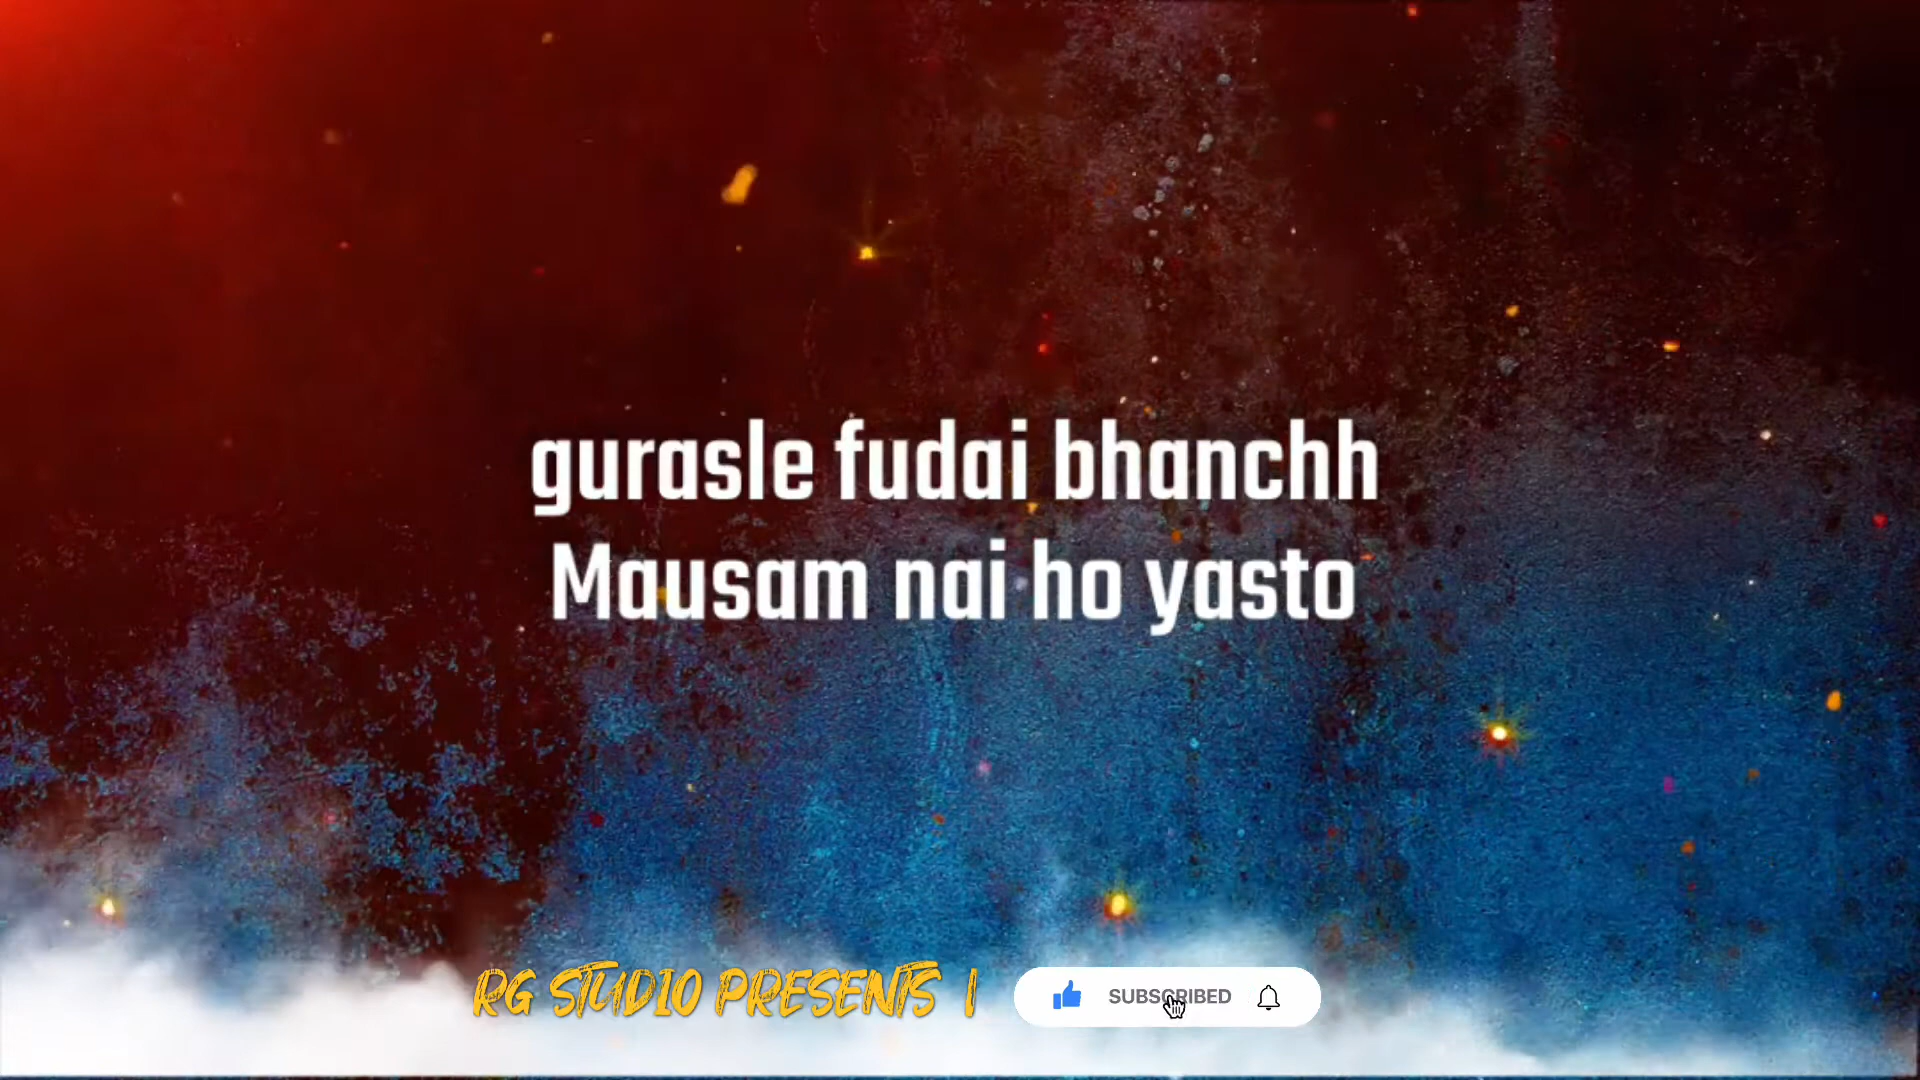 gurasle fudai bhanchh
Mausam nai ho yasto
RG STUDIO PRESENTS |
SUBSCRIBED